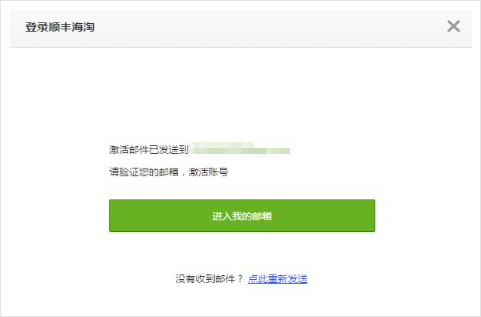 登录顺丰海淘
激活邮件已发送到
请验证您的邮箱，激活账号
进入我的邮箱
没有收到邮件？ 点此重新发送